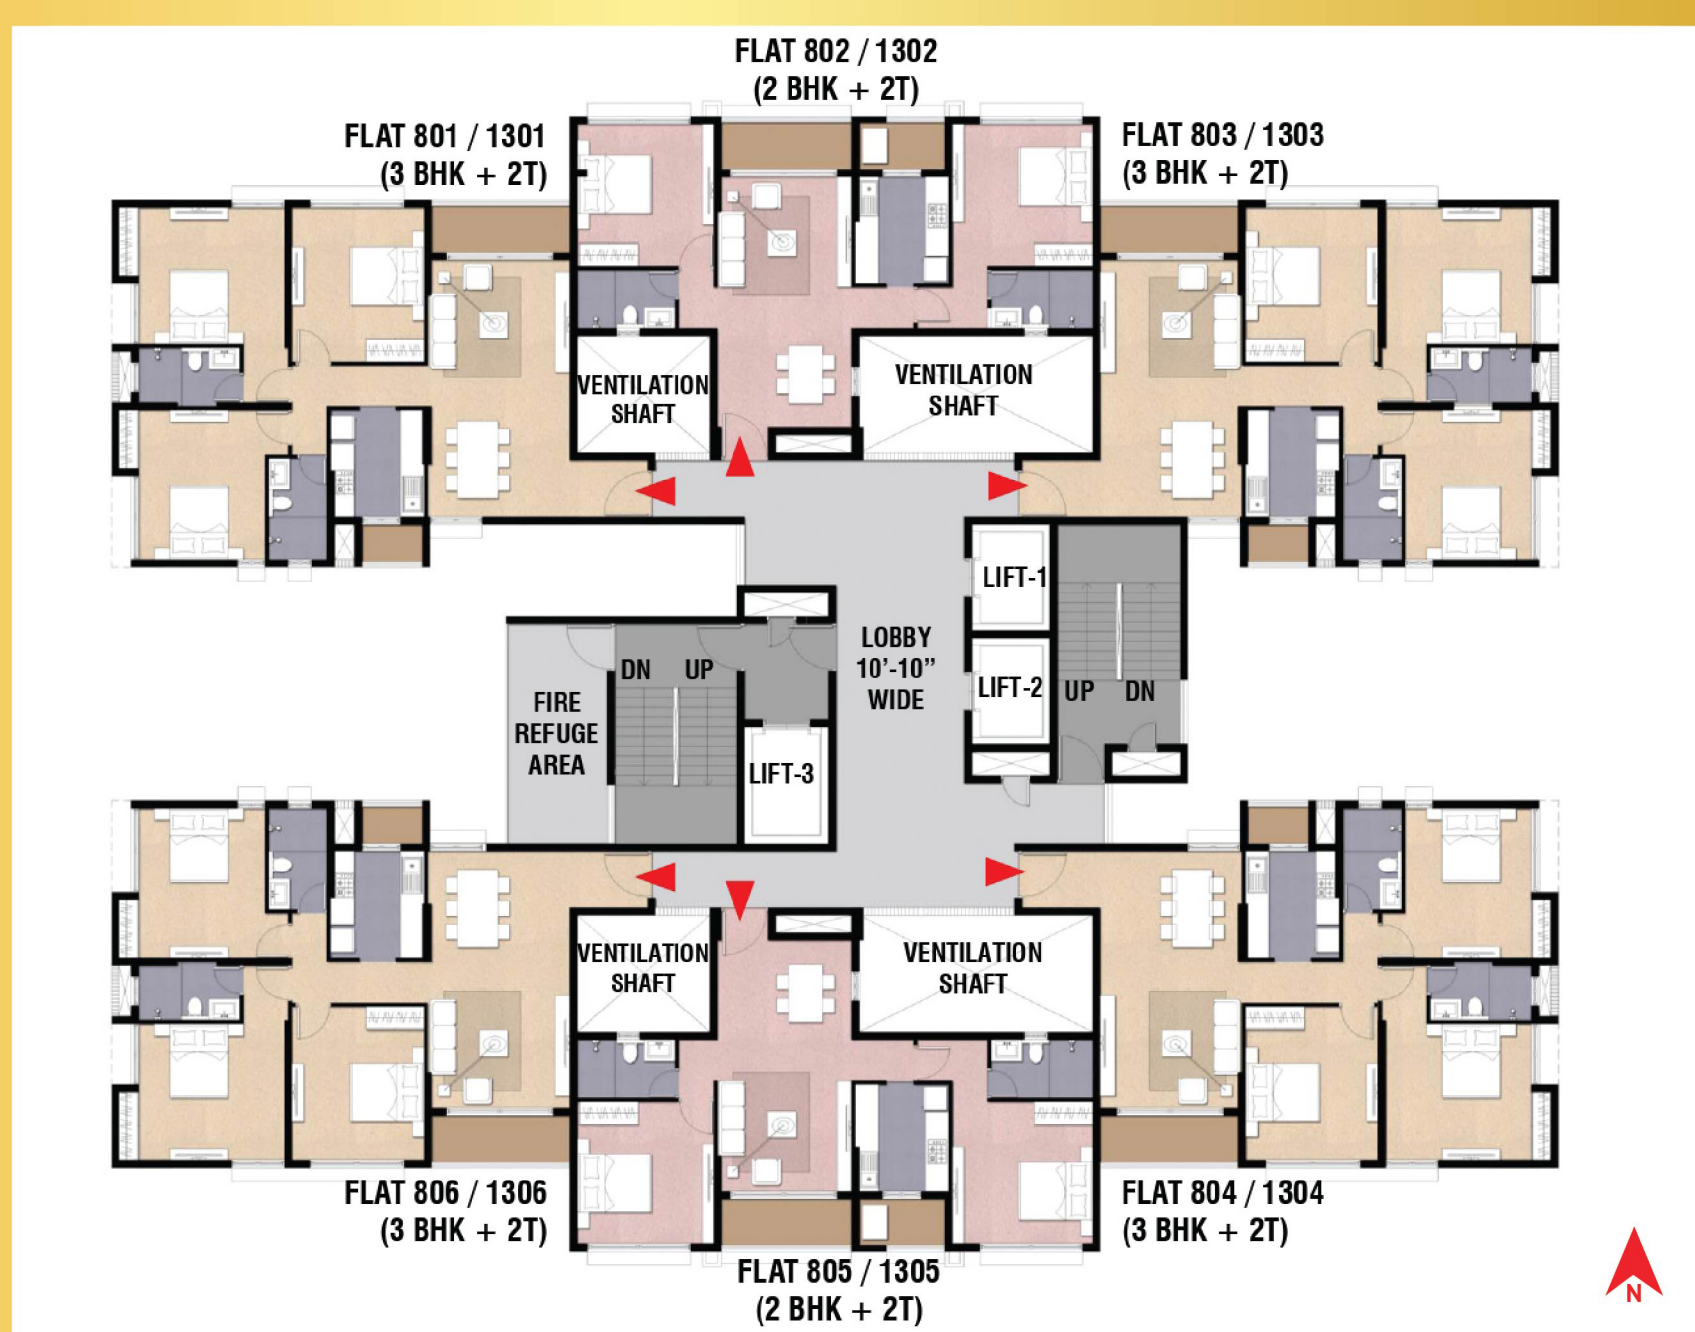 FLAT 802 / 1302
(2 BHK + 2T)
FLAT 801 / 1301
(3 BHK + 2T)
FLAT 803 / 1303
(3 BHK + 2T)
VENTILATION
SHAFT
VENTILATION
SHAFT
LIFT-1
LOBBY
10'-10”
WIDE
DN UP
LIFT-2
UP DN
FIRE
REFUGE
AREA
LIFT-3
VENTILATION
SHAFT
VENTILATION
SHAFT
FLAT 806 / 1306
(3 BHK + 2T)
FLAT 804 / 1304
(3 BHK + 2T)
FLAT 805 / 1305
(2 BHK + 2T)
N